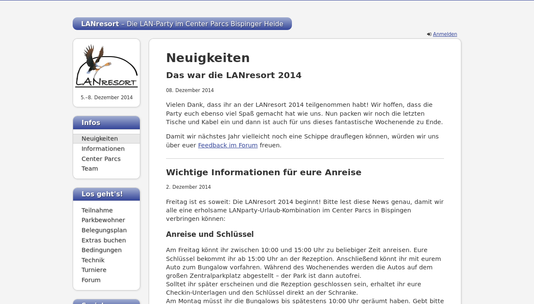 LANresort – Die LAN-Party im Center Parcs Bispinger Heide
Anmelden
LANRESORT
5.–8. Dezember 2014
Infos
Neuigkeiten
Informationen
Center Parcs
Team
Los geht's!
Teilnahme
Parkbewohner
Belegungsplan
Extras buchen
Bedingungen
Technik
Turniere
Forum
Neuigkeiten
Das war die LANresort 2014
08. Dezember 2014
Vielen Dank, dass ihr an der LANresort 2014 teilgenommen habt! Wir hoffen, dass die
Party euch ebenso viel Spaß gemacht hat wie uns. Nun packen wir noch die letzten
Tische und Kabel ein und dann ist auch für uns dieses fantastische Wochenende zu Ende.
Damit wir nächstes Jahr vielleicht noch eine Schippe drauflegen können, würden wir uns
über euer Feedback im Forum freuen.
Wichtige Informationen für eure Anreise
2. Dezember 2014
Freitag ist es soweit: Die LANresort 2014 beginnt! Bitte lest diese News genau, damit wir
alle eine erholsame LANparty-Urlaub-Kombination im Center Parcs in Bispingen
verbringen können:
Anreise und Schlüssel
Am Freitag könnt ihr zwischen 10:00 und 15:00 Uhr zu beliebiger Zeit anreisen. Eure
Schlüssel bekommt ihr ab 15:00 Uhr an der Rezeption. Anschließend könnt ihr mit eurem
Auto zum Bungalow vorfahren. Während des Wochenendes werden die Autos auf dem
großen Zentralparkplatz abgestellt – der Park ist dann autofrei.
Solltet ihr später erscheinen und die Rezeption geschlossen sein, erhaltet ihr eure
Checkin-Unterlagen und den Schlüssel direkt an der Schranke.
Am Montag müsst ihr die Bungalows bis spätestens 10:00 Uhr geräumt haben. Gebt bitte